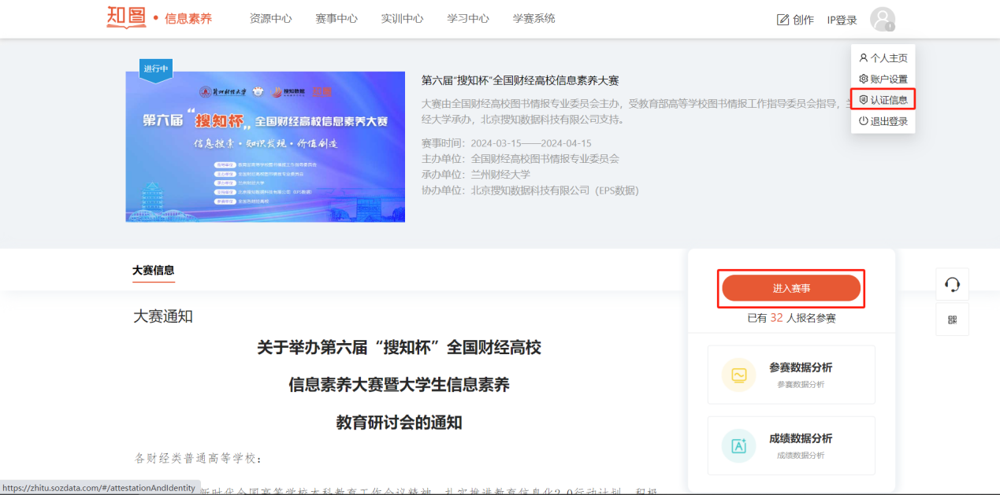 知图 • 信息素养
资源中心 赛事中心 实训中心 学习中心 学赛系统
创作 IP登录
个人主页
账户设置
认证信息
退出登录
进行中
搜知数据
第六届“搜知杯”全国财经高校信息素养大赛
信息搜索·知识发现·价值创造
第六届“搜知杯”全国财经高校信息素养大赛
大赛由全国财经高校图书情报专业委员会主办，受教育部高等学校图书情报工作指导委员会指导，
经大学承办，北京搜知数据科技有限公司支持。
赛事时间：2024-03-15——2024-04-15
主办单位：全国财经高校图书情报专业委员会
承办单位：兰州财经大学
协办单位：北京搜知数据科技有限公司（EPS数据）
大赛信息
进入赛事
已有 32 人报名参赛
参赛数据分析
参赛数据分析
成绩数据分析
成绩数据分析
大赛通知
关于举办第六届“搜知杯”全国财经高校
信息素养大赛暨大学生信息素养
教育研讨会的通知
各财经类普通高等学校：
新时代全国高等学校本科教育工作会议精神，扎实推进教育信息化2.0行动计划，积极
https://zhitu.sozdata.com/#/attestationAndIdentity